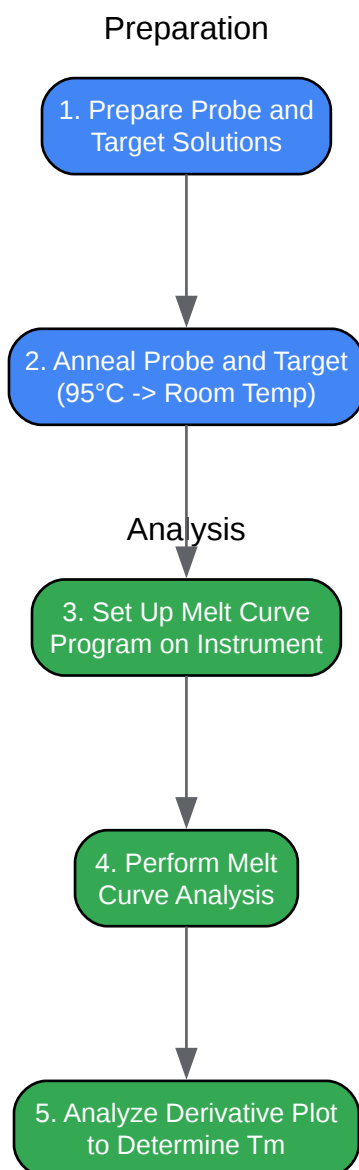 Preparation
1. Prepare Probe and
Target Solutions
2. Anneal Probe and Target
(95°C -> Room Temp)
Analysis
3. Set Up Melt Curve
Program on Instrument
4. Perform Melt
Curve Analysis
5. Analyze Derivative Plot
to Determine Tm